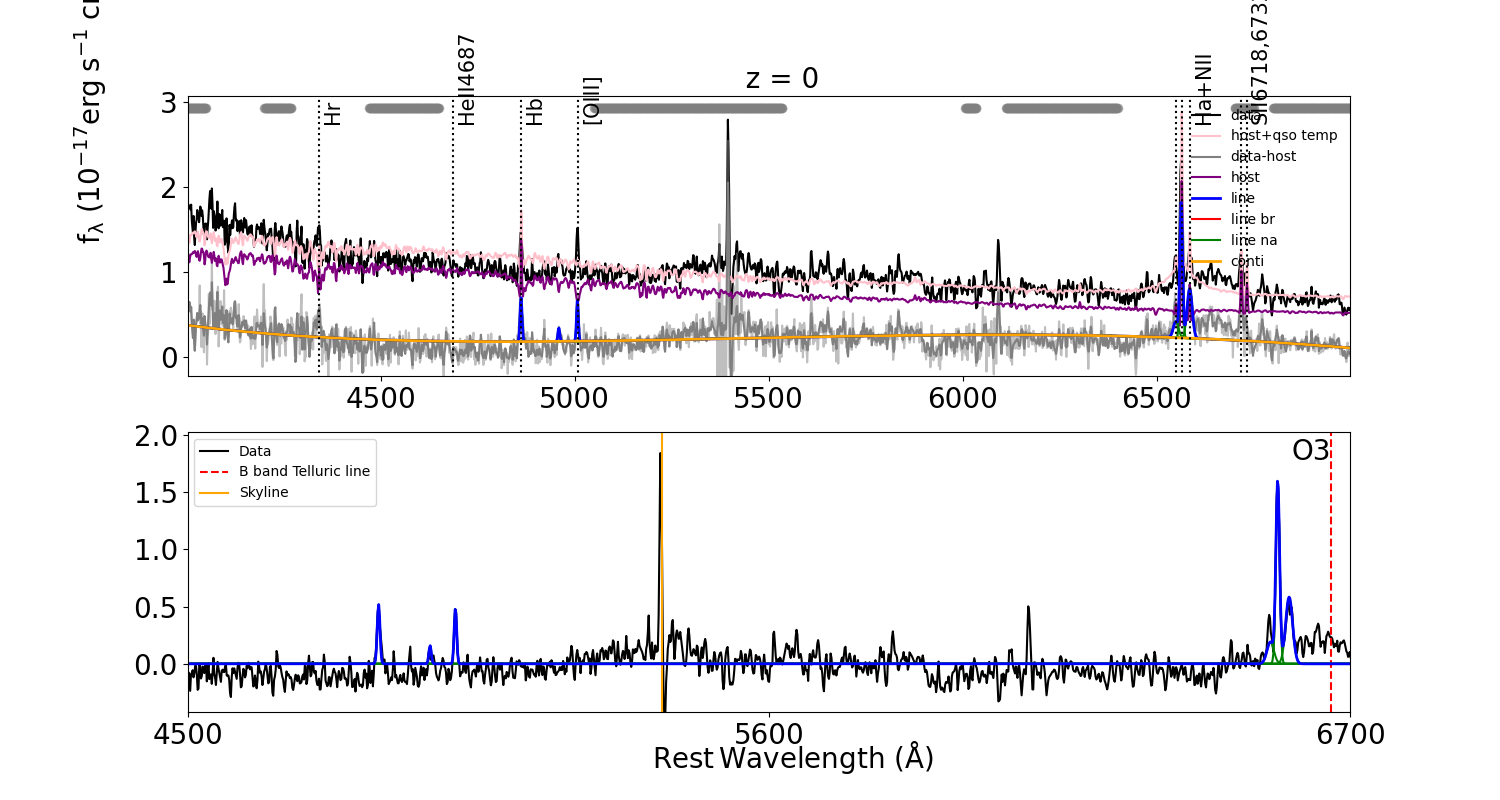 z = 0
f_λ (10^−17 erg s^−1 c
Hr
HeII4687
Hb
[OIII]
Ha+NII
SII6718,673
data
host+qso temp
data-host
host
line
line br
line na
conti
3
2
1
0
4500 5000 5500 6000 6500
O3
Data
B band Telluric line
Skyline
2.0
1.5
1.0
0.5
0.0
4500 5600 6700
Rest Wavelength (Å)